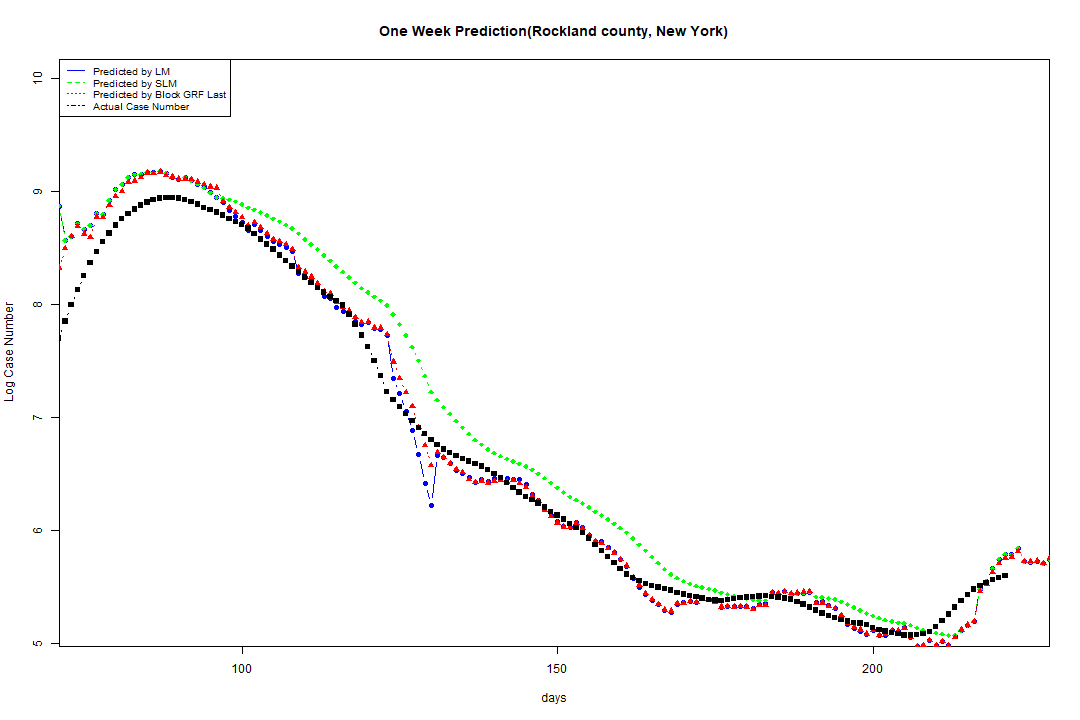 One Week Prediction(Rockland county, New York)
Predicted by LM
Predicted by SLM
Predicted by Block GRF Last
Actual Case Number
10
9
8
7
6
5
Log Case Number
100 150 200
days